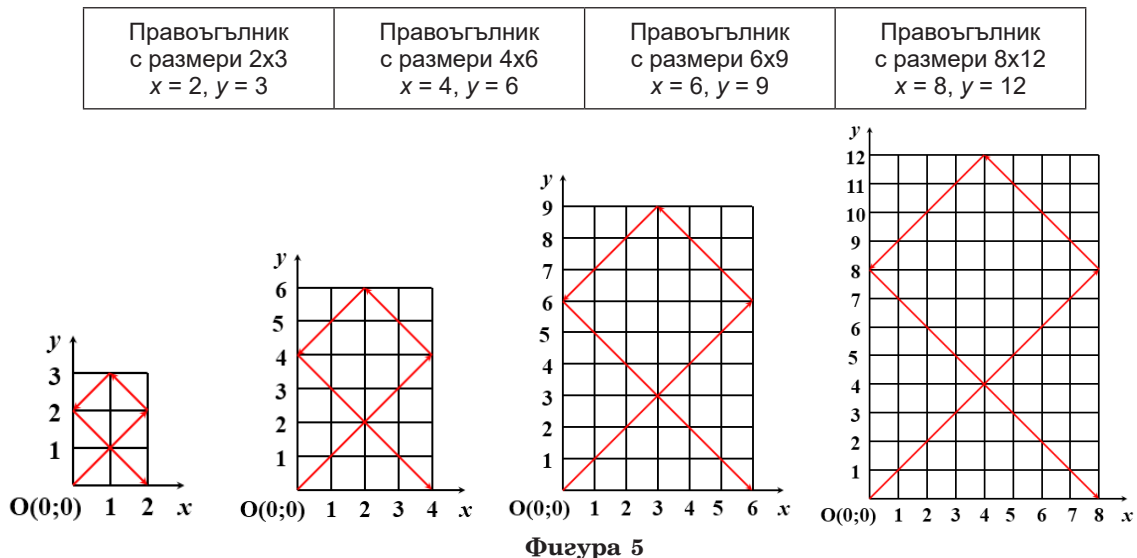 Правоъгълник
с размери 2x3
x = 2, y = 3
Правоъгълник
с размери 4x6
x = 4, y = 6
Правоъгълник
с размери 6x9
x = 6, y = 9
Правоъгълник
с размери 8x12
x = 8, y = 12
y
3
2
1
O(0;0) 1 2 x
y
6
5
4
3
2
1
O(0;0) 1 2 3 4 x
y
9
8
7
6
5
4
3
2
1
O(0;0) 1 2 3 4 5 6 x
y
12
11
10
9
8
7
6
5
4
3
2
1
O(0;0) 1 2 3 4 5 6 7 8 x
Фигура 5